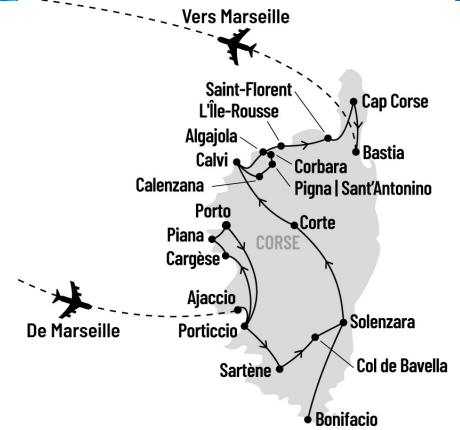 Vers Marseille
Saint-Florent
L'Île-Rousse
Cap Corse
Algajola
Calvi
Bastia
Corbara
Calenzana
Pigna | Sant'Antonino
Porto
Corte
Piana
CORSE
Cargèse
Ajaccio
De Marseille
Porticcio
Solenzara
Col de Bavella
Sartène
Bonifacio